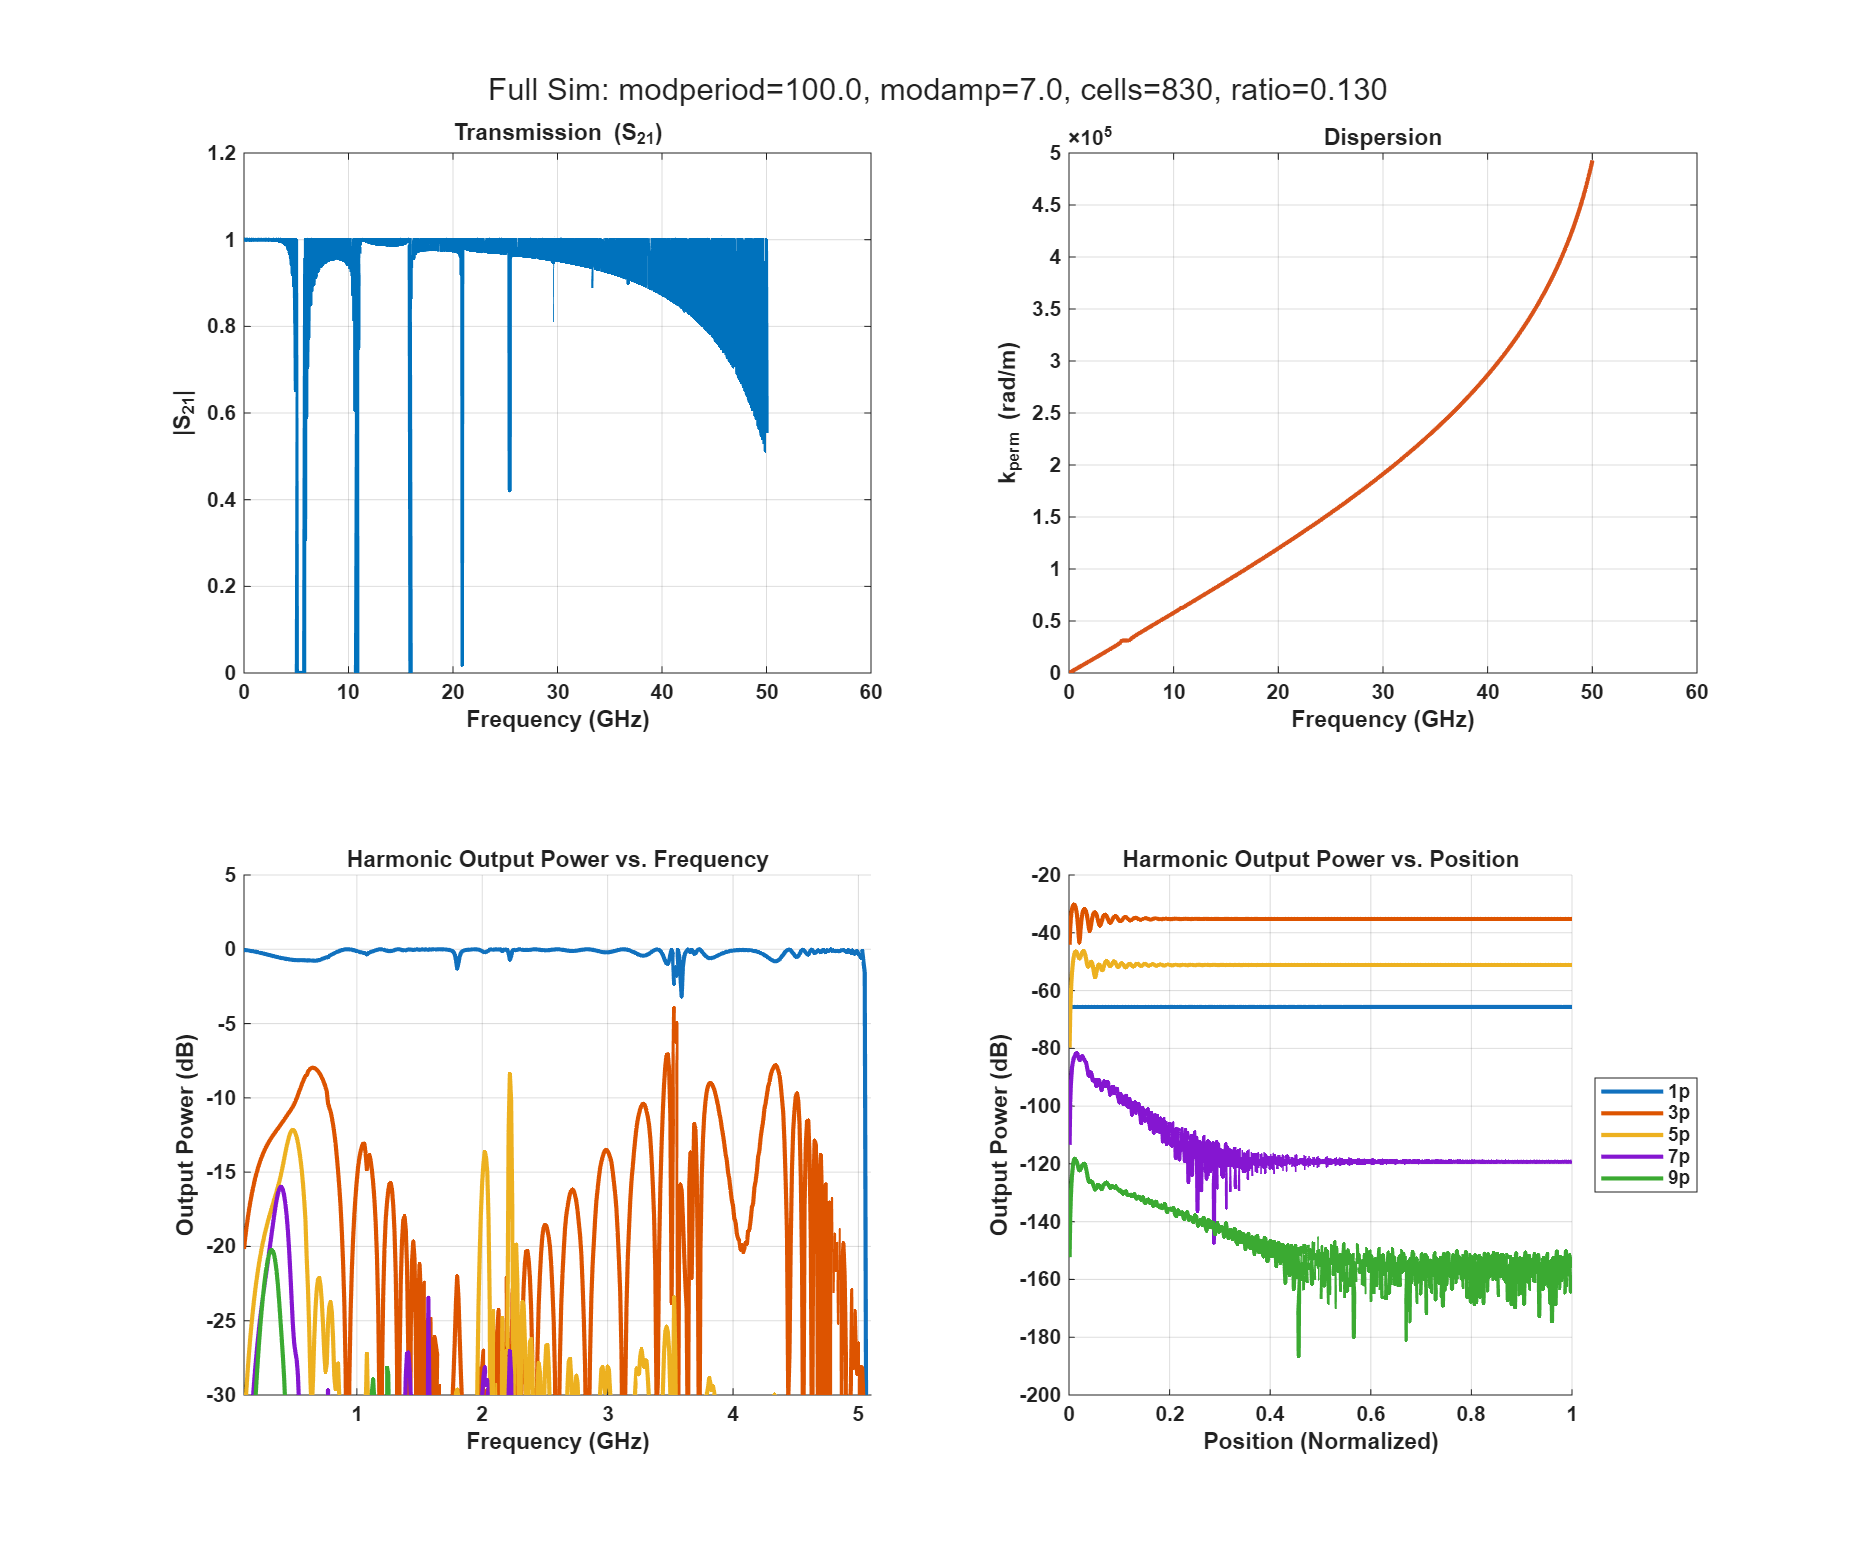 Full Sim: modperiod=100.0, modamp=7.0, cells=830, ratio=0.130
Transmission (S21)
1.2
1
0.8
0.6
0.4
0.2
0
|S21|
0 10 20 30 40 50 60
Frequency (GHz)
×10^5
Dispersion
5
4.5
4
3.5
3
2.5
2
1.5
1
0.5
0
kperm (rad/m)
0 10 20 30 40 50 60
Frequency (GHz)
Harmonic Output Power vs. Frequency
5
0
-5
-10
-15
-20
-25
-30
Output Power (dB)
1 2 3 4 5
Frequency (GHz)
Harmonic Output Power vs. Position
-20
-40
-60
-80
-100
-120
-140
-160
-180
-200
Output Power (dB)
0 0.2 0.4 0.6 0.8 1
Position (Normalized)
1p
3p
5p
7p
9p